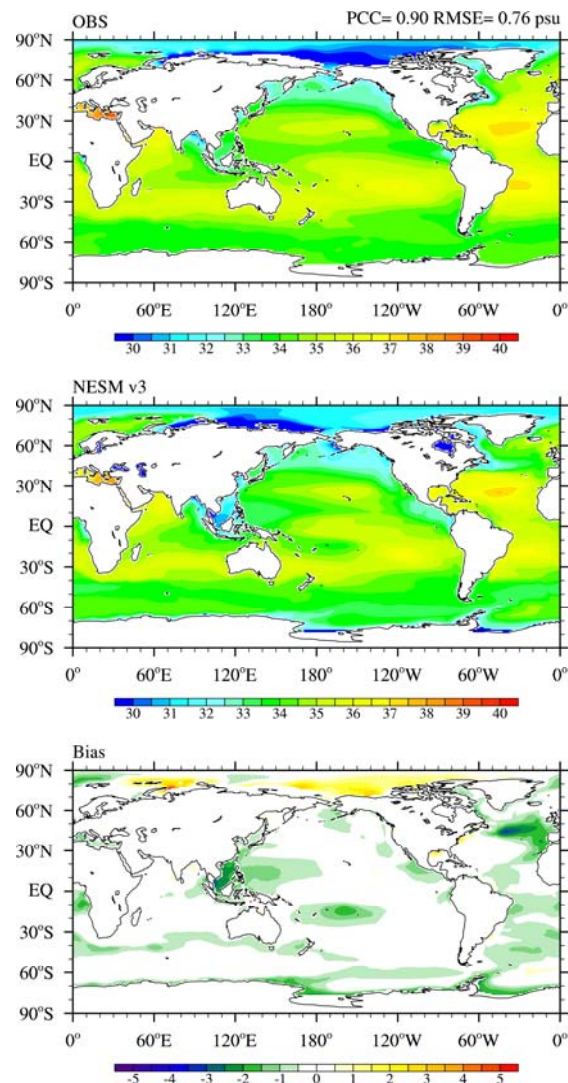 OBS PCC= 0.90 RMSE= 0.76 psu
90°N
60°N
30°N
EQ
30°S
60°S
90°S
0° 60°E 120°E 180° 120°W 60°W 0°
30 31 32 33 34 35 36 37 38 39 40
NESM v3
90°N
60°N
30°N
EQ
30°S
60°S
90°S
0° 60°E 120°E 180° 120°W 60°W 0°
30 31 32 33 34 35 36 37 38 39 40
Bias
90°N
60°N
30°N
EQ
30°S
60°S
90°S
0° 60°E 120°E 180° 120°W 60°W 0°
-5 -4 -3 -2 -1 0 1 2 3 4 5